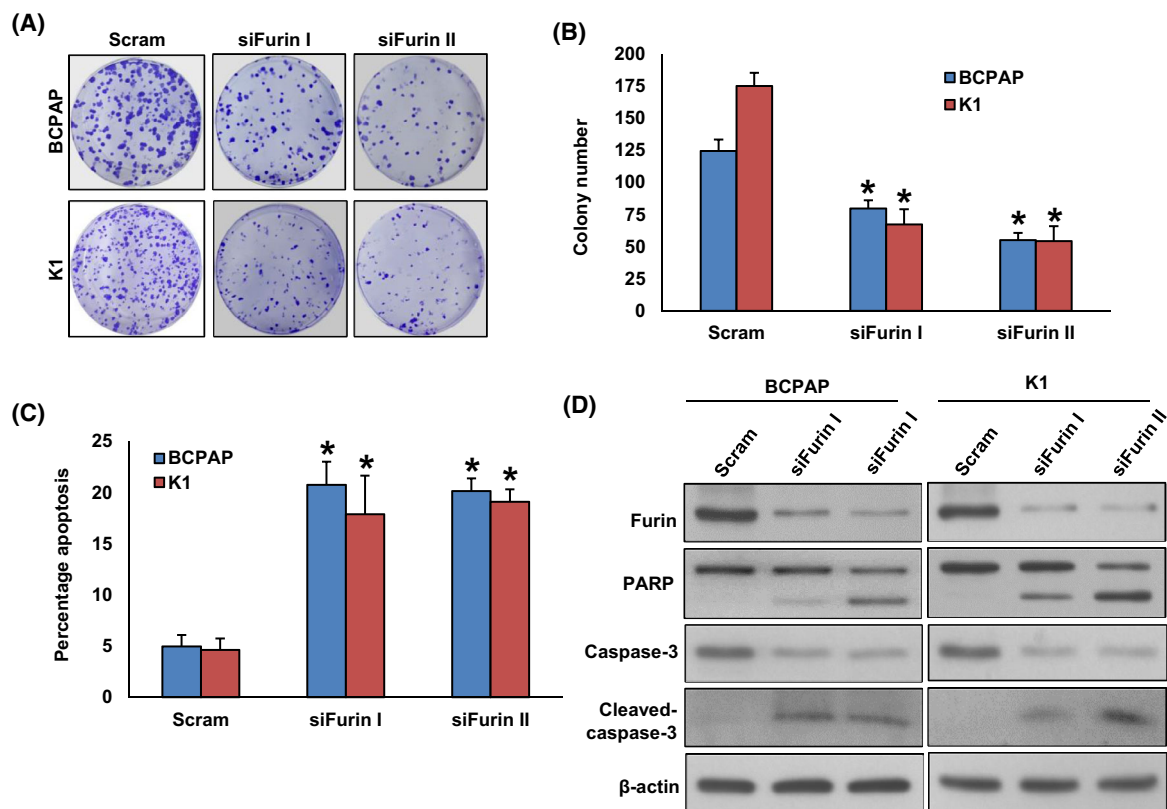 (A)
Scram siFurin I siFurin II
BCPAP
K1
(B)
Colony number
200
175
150
125
100
75
50
25
0
BCPAP
K1
* * * *
Scram siFurin I siFurin II
(C)
Percentage apoptosis
25
20
15
10
5
0
BCPAP
K1
* * * *
Scram siFurin I siFurin II
(D)
BCPAP K1
Scram siFurin I siFurin I Scram siFurin I siFurin II
Furin
PARP
Caspase-3
Cleaved-
caspase-3
β-actin